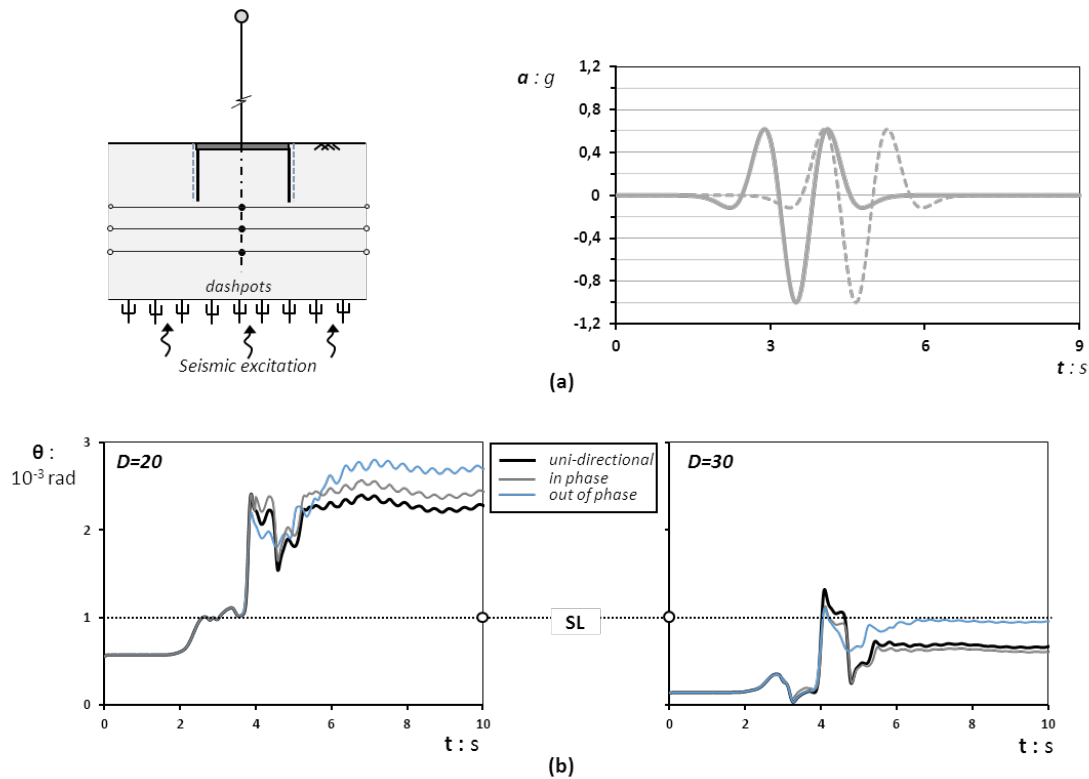 a : g
1,2
0,8
0,4
0
-0,4
-0,8
-1,2
0
3
6
9
t : s
dashpots
Seismic excitation
(a)
θ :
10-3 rad
3
2
1
0
D=20
0
2
4
6
8
10
t : s
uni-directional
in phase
out of phase
SL
D=30
0
2
4
6
8
10
t : s
(b)